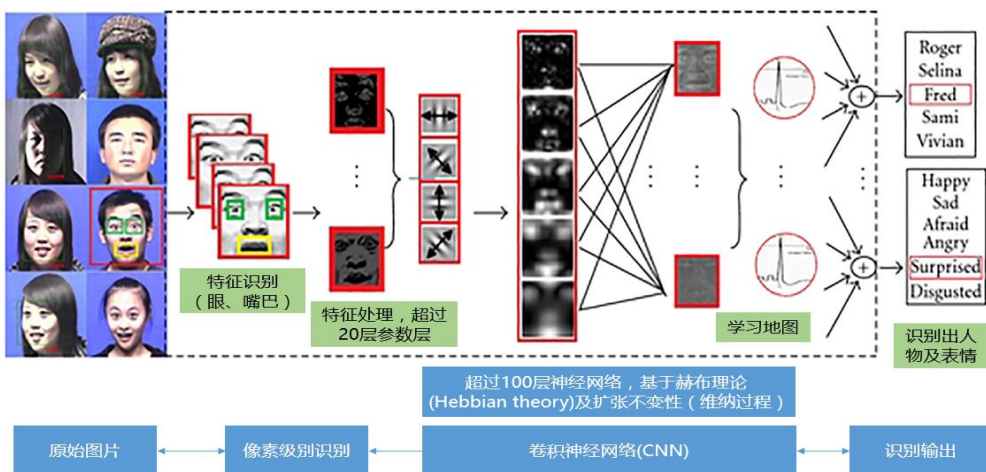 Roger
Selina
Fred
Sami
Vivian
Happy
Sad
Afraid
Angry
Surprised
Disgusted
特征识别
（眼、嘴巴）
特征处理，超过
20层参数层
学习地图
识别出人
物及表情
超过100层神经网络，基于赫布理论
(Hebbian theory)及扩张不变性（维纳过程）
原始图片
像素级别识别
卷积神经网络(CNN)
识别输出